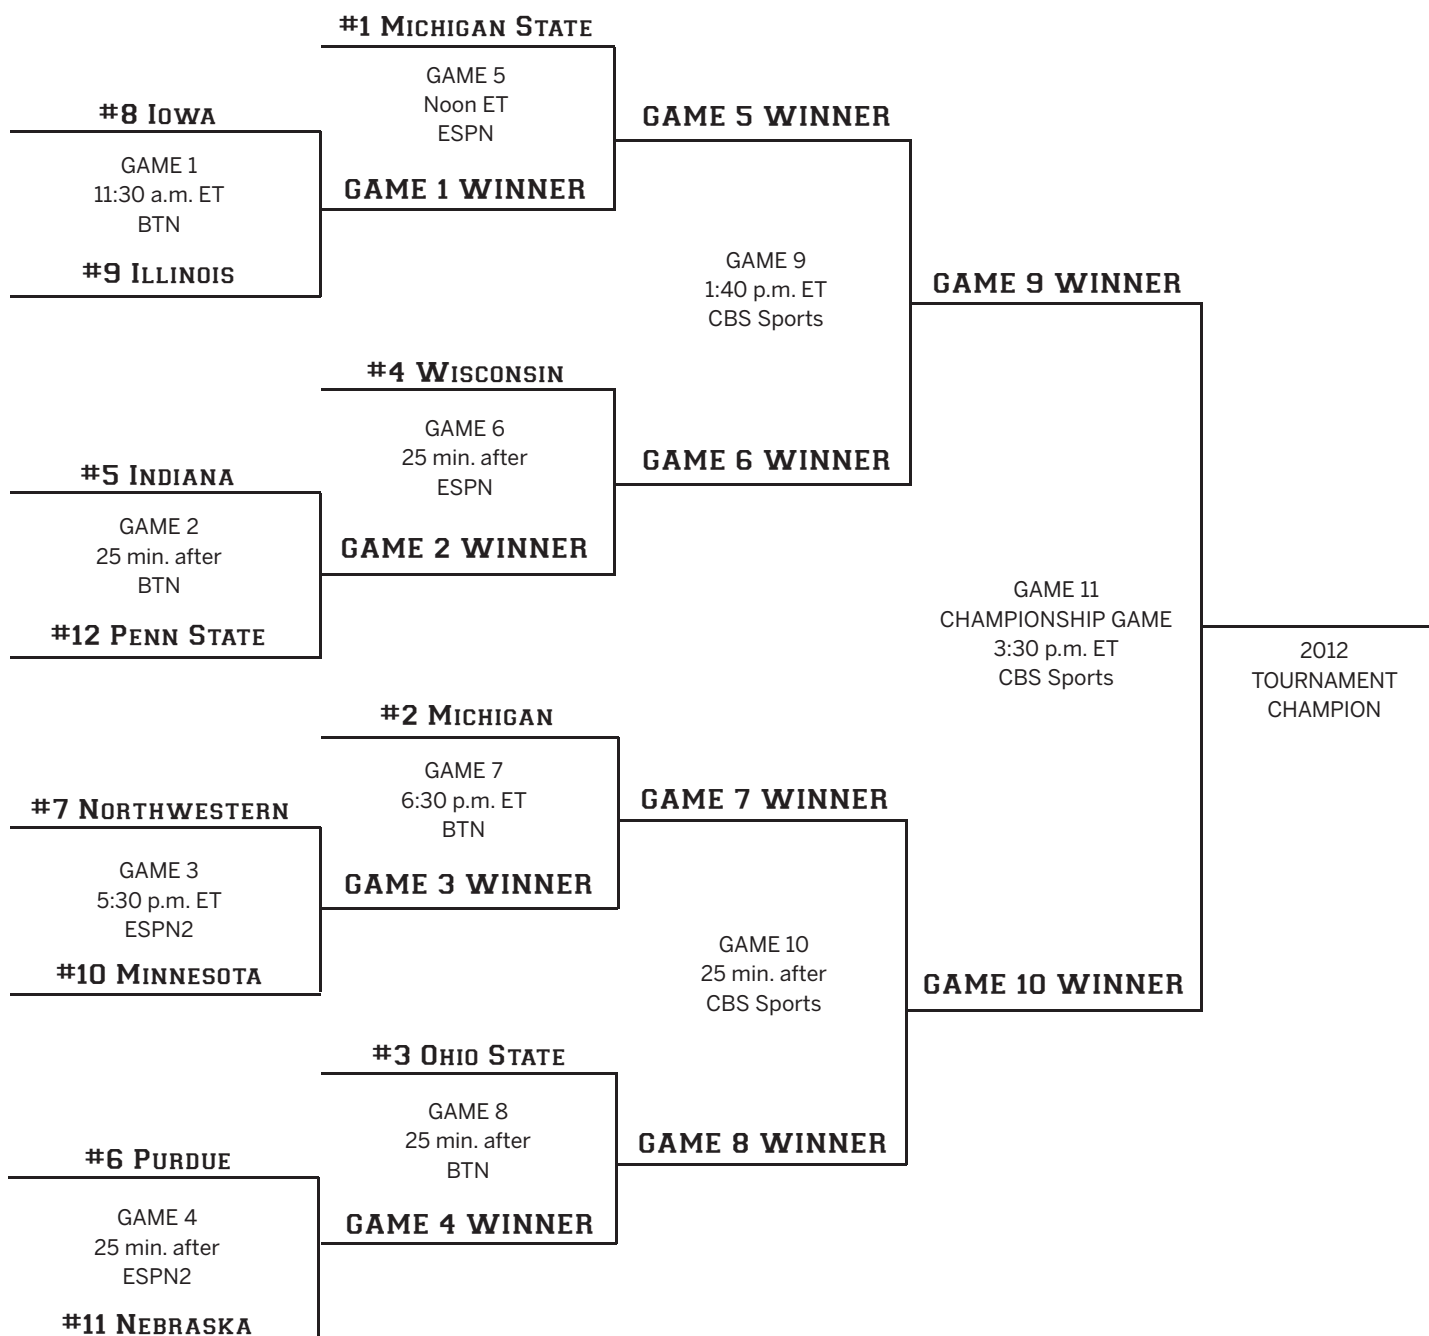 #1 Michigan State
GAME 5
Noon ET
ESPN
#8 Iowa
GAME 1
11:30 a.m. ET
BTN
#9 Illinois
GAME 1 WINNER
GAME 5 WINNER
GAME 9
1:40 p.m. ET
CBS Sports
GAME 9 WINNER
#4 Wisconsin
GAME 6
25 min. after
ESPN
#5 Indiana
GAME 2
25 min. after
BTN
#12 Penn State
GAME 2 WINNER
GAME 6 WINNER
GAME 11
CHAMPIONSHIP GAME
3:30 p.m. ET
CBS Sports
2012
TOURNAMENT
CHAMPION
#2 Michigan
GAME 7
6:30 p.m. ET
BTN
#7 Northwestern
GAME 3
5:30 p.m. ET
ESPN2
#10 Minnesota
GAME 3 WINNER
GAME 7 WINNER
GAME 10
25 min. after
CBS Sports
GAME 10 WINNER
#3 Ohio State
GAME 8
25 min. after
BTN
#6 Purdue
GAME 4
25 min. after
ESPN2
#11 Nebraska
GAME 4 WINNER
GAME 8 WINNER